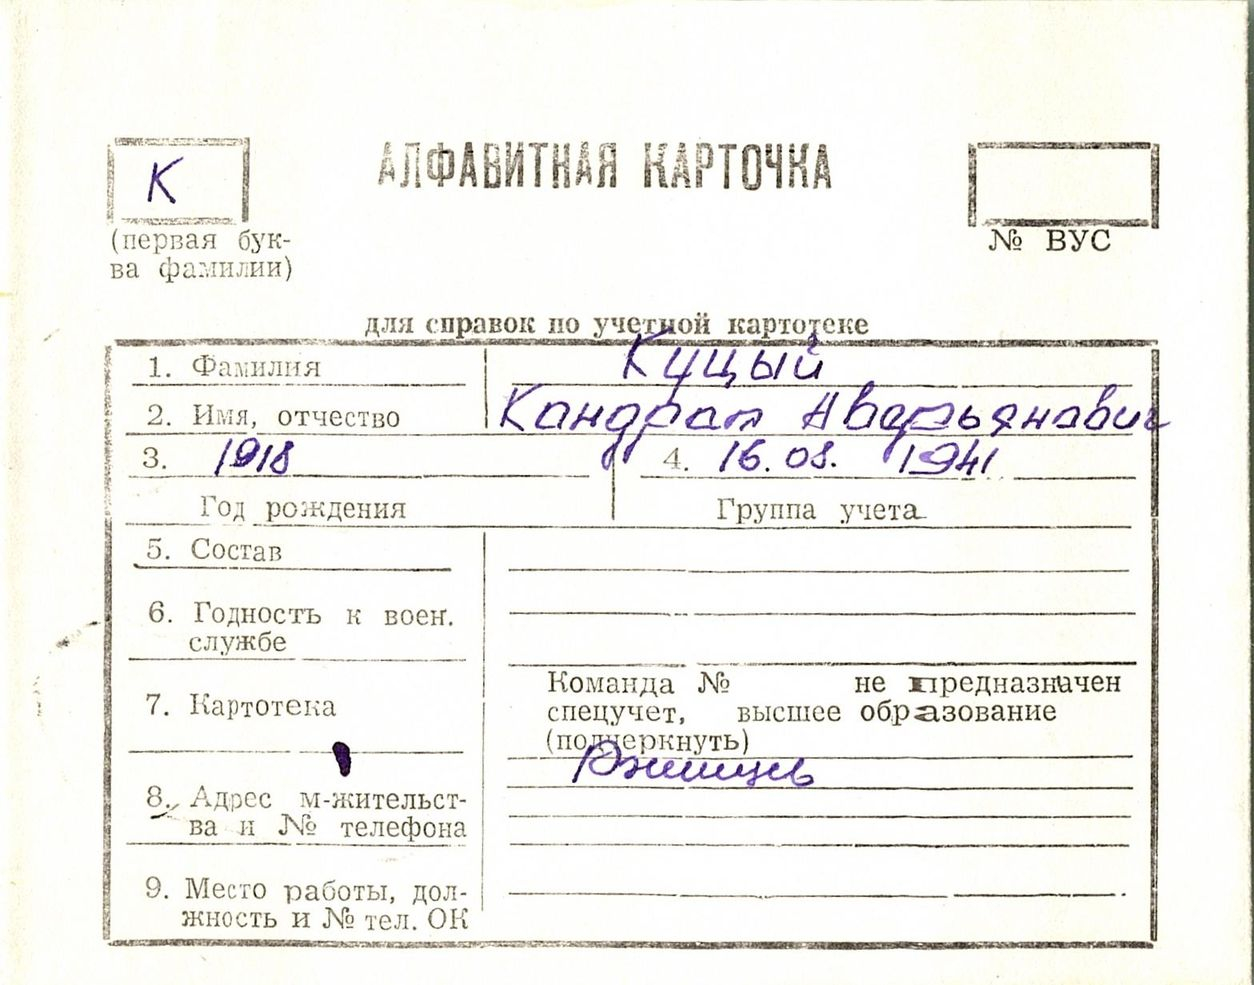 К
АЛФАВИТНАЯ КАРТОЧКА
(первая бук-
ва фамилии)
№ ВУС
для справок по учетной картотеке
1. Фамилия Куцый
2. Имя, отчество Кандрат Аверьянович
3. 1918 4. 16.08. 1941
Год рождения Группа учета
5. Состав
6. Годность к воен.
службе
7. Картотека
Команда № не предназначен
спецучет, высшее образование
(подчеркнуть)
Ржищев
8. Адрес м-жительст-
ва и № телефона
9. Место работы, дол-
жность и № тел. ОК